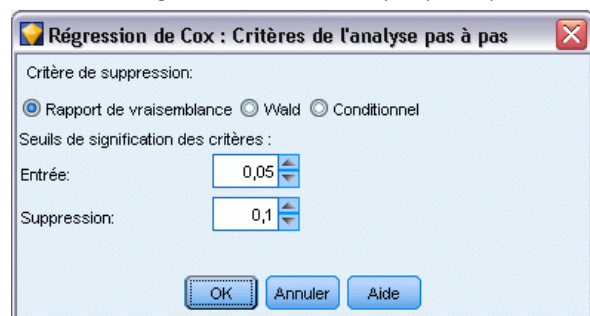 Régression de Cox : Critères de l'analyse pas à pas
Critère de suppression:
Rapport de vraisemblance Wald Conditionnel
Seuils de signification des critères :
Entrée: 0,05
Suppression: 0,1
OK Annuler Aide